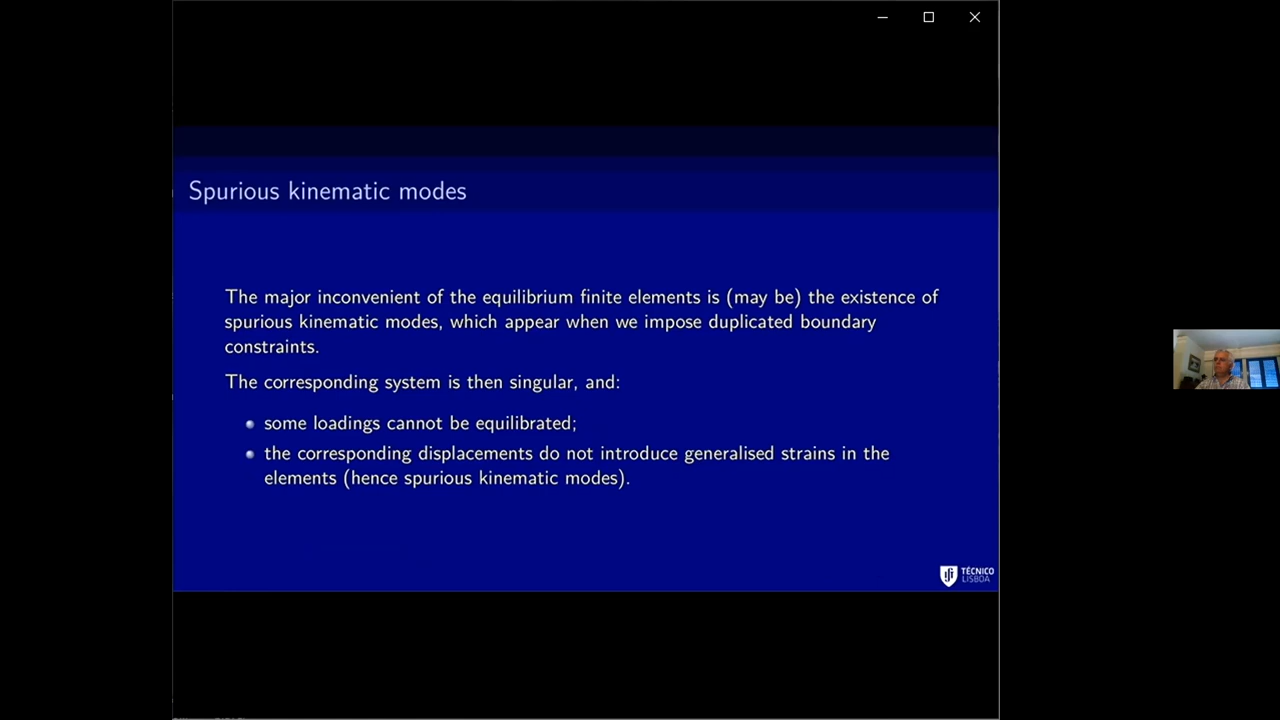 Spurious kinematic modes
The major inconvenient of the equilibrium finite elements is (may be) the existence of
spurious kinematic modes, which appear when we impose duplicated boundary
constraints.
The corresponding system is then singular, and:
some loadings cannot be equilibrated;
the corresponding displacements do not introduce generalised strains in the
elements (hence spurious kinematic modes).
TÉCNICO
LISBOA